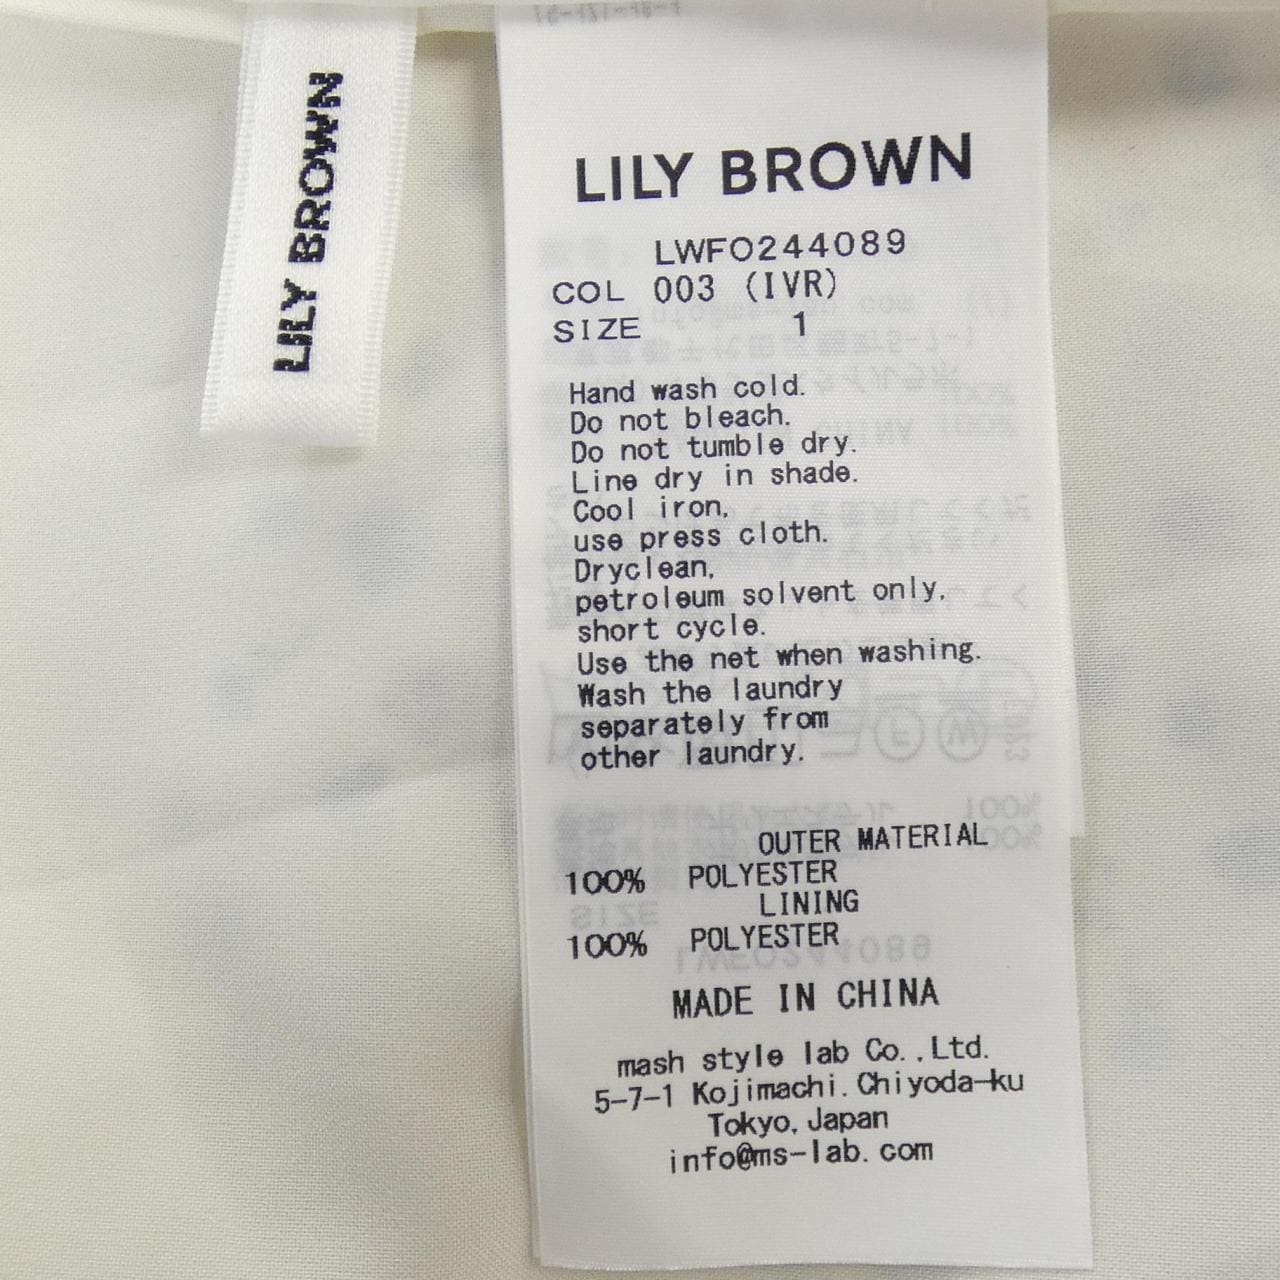 LILY BROWN
LILY BROWN
LWFO244089
COL 003 (IVR)
SIZE 1
Hand wash cold.
Do not bleach.
Do not tumble dry.
Line dry in shade.
Cool iron,
use press cloth.
Dryclean,
petroleum solvent only,
short cycle.
Use the net when washing.
Wash the laundry
separately from
other laundry.
OUTER MATERIAL
100% POLYESTER
LINING
100% POLYESTER
MADE IN CHINA
mash style lab Co.,Ltd.
5-7-1 Kojimachi.Chiyoda-ku
Tokyo, Japan
info@ms-lab.com